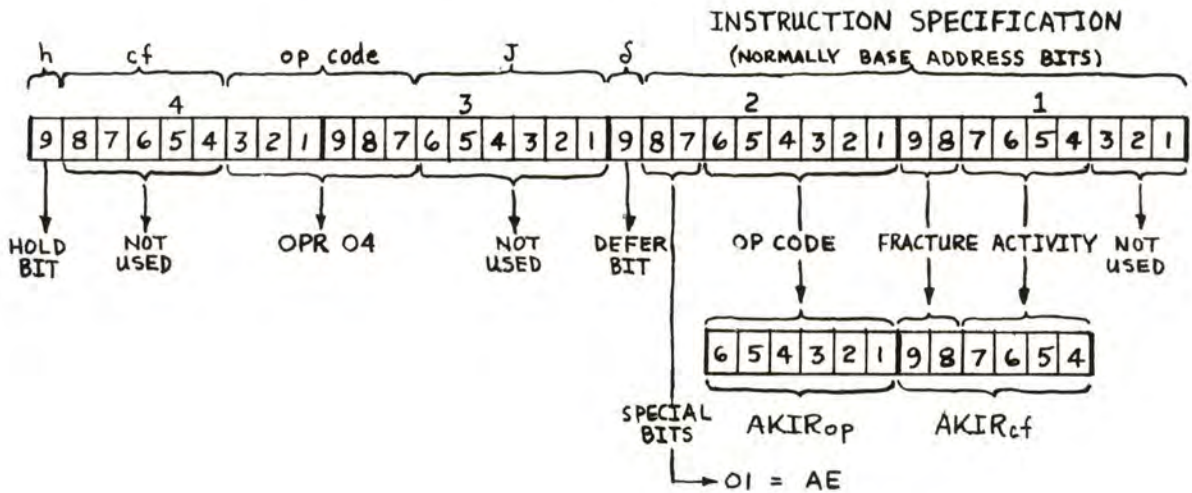 INSTRUCTION SPECIFICATION
(NORMALLY BASE ADDRESS BITS)
h cf op code J δ
4 3 2 1
9 8 7 6 5 4 3 2 1 9 8 7 6 5 4 3 2 1 9 8 7 6 5 4 3 2 1 9 8 7 6 5 4 3 2 1
HOLD BIT
NOT USED
OPR 04
NOT USED
DEFER BIT
OP CODE
FRACTURE ACTIVITY
NOT USED
6 5 4 3 2 1 9 8 7 6 5 4
SPECIAL BITS
AKIRop
AKIRcf
01 = AE